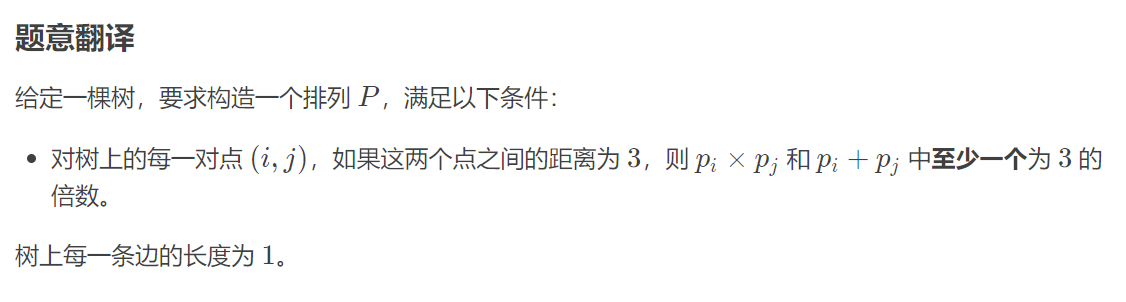 题意翻译
给定一棵树，要求构造一个排列 $P$，满足以下条件：
• 对树上的每一对点 $(i, j)$，如果这两个点之间的距离为 $3$，则 $p_i \times p_j$ 和 $p_i + p_j$ 中至少一个为 $3$ 的
倍数。
树上每一条边的长度为 $1$。